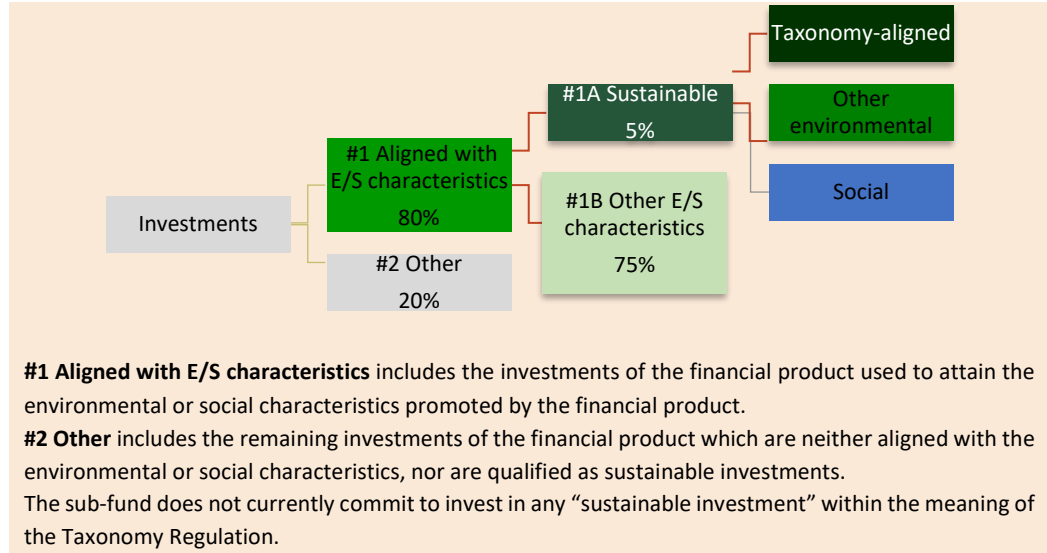 Taxonomy-aligned
#1A Sustainable
5%
Other
environmental
#1 Aligned with
E/S characteristics
80%
#1B Other E/S
characteristics
75%
Social
Investments
#2 Other
20%
#1 Aligned with E/S characteristics includes the investments of the financial product used to attain the
environmental or social characteristics promoted by the financial product.
#2 Other includes the remaining investments of the financial product which are neither aligned with the
environmental or social characteristics, nor are qualified as sustainable investments.
The sub-fund does not currently commit to invest in any “sustainable investment” within the meaning of
the Taxonomy Regulation.